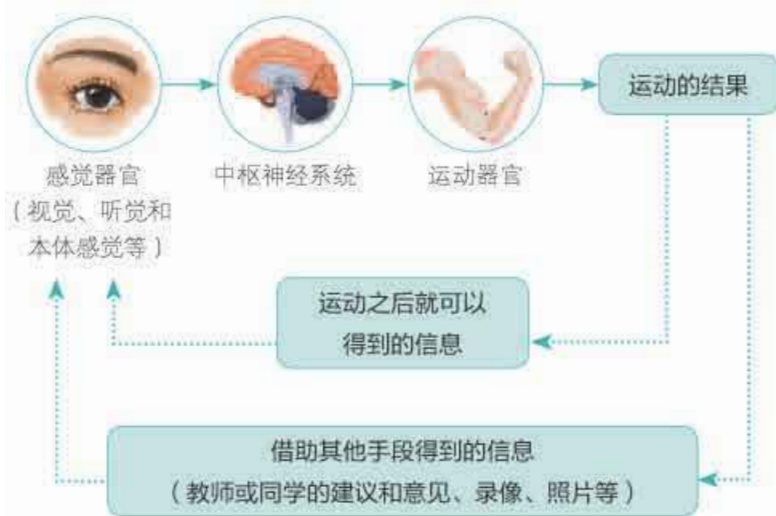 感觉器官
（视觉、听觉和
本体感觉等）
中枢神经系统
运动器官
运动的结果
运动之后就可以
得到的信息
借助其他手段得到的信息
（教师或同学的建议和意见、录像、照片等）